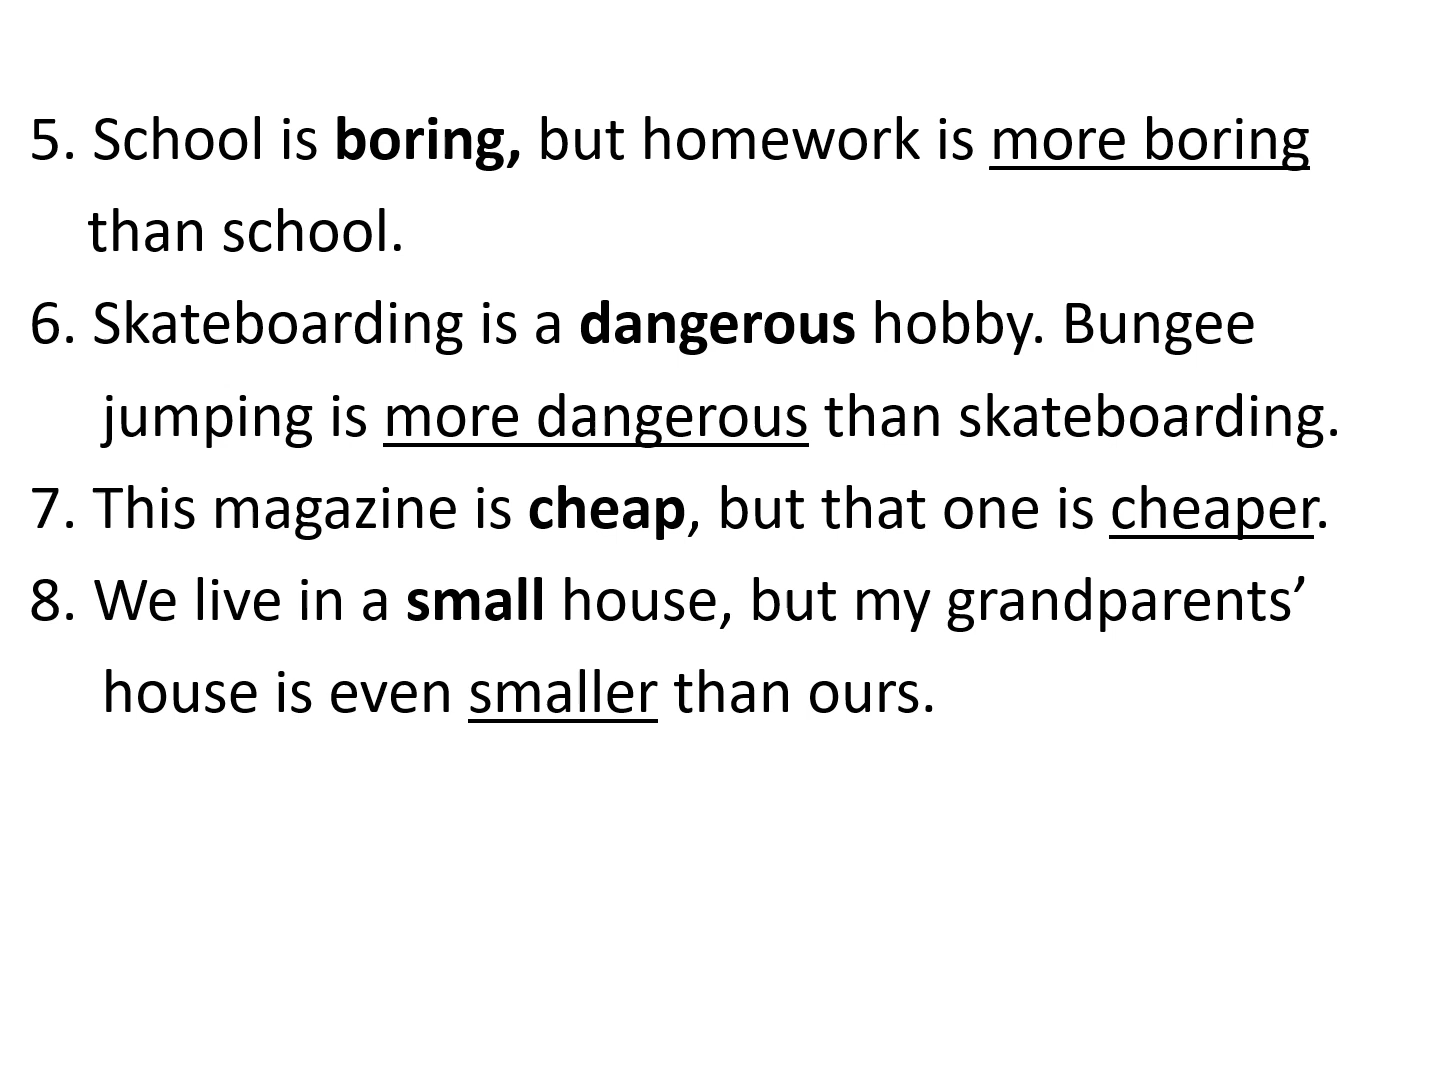 5. School is boring, but homework is more boring
than school.
6. Skateboarding is a dangerous hobby. Bungee
jumping is more dangerous than skateboarding.
7. This magazine is cheap, but that one is cheaper.
8. We live in a small house, but my grandparents’
house is even smaller than ours.